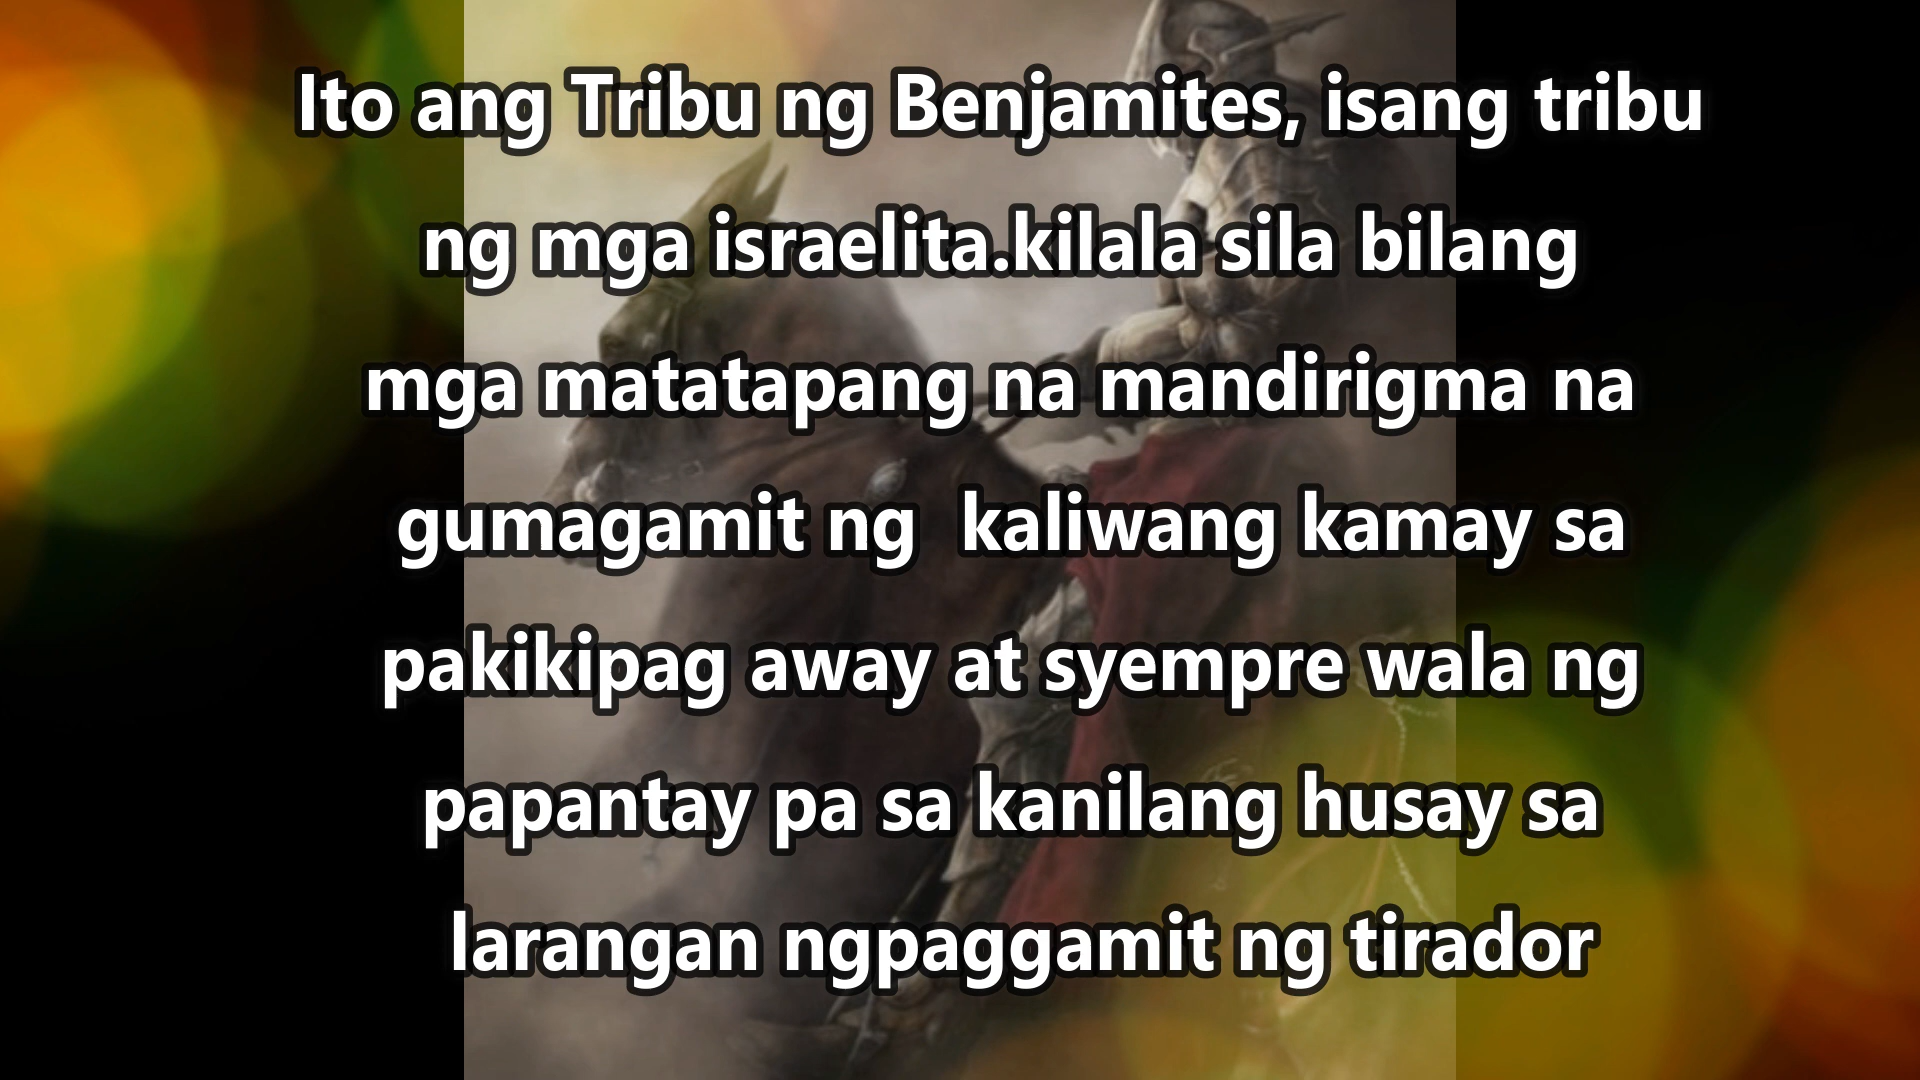 Ito ang Tribu ng Benjamites, isang tribu
ng mga israelita.kilala sila bilang
mga matatapang na mandirigma na
gumagamit ng  kaliwang kamay sa
pakikipag away at syempre wala ng
papantay pa sa kanilang husay sa
larangan ngpaggamit ng tirador